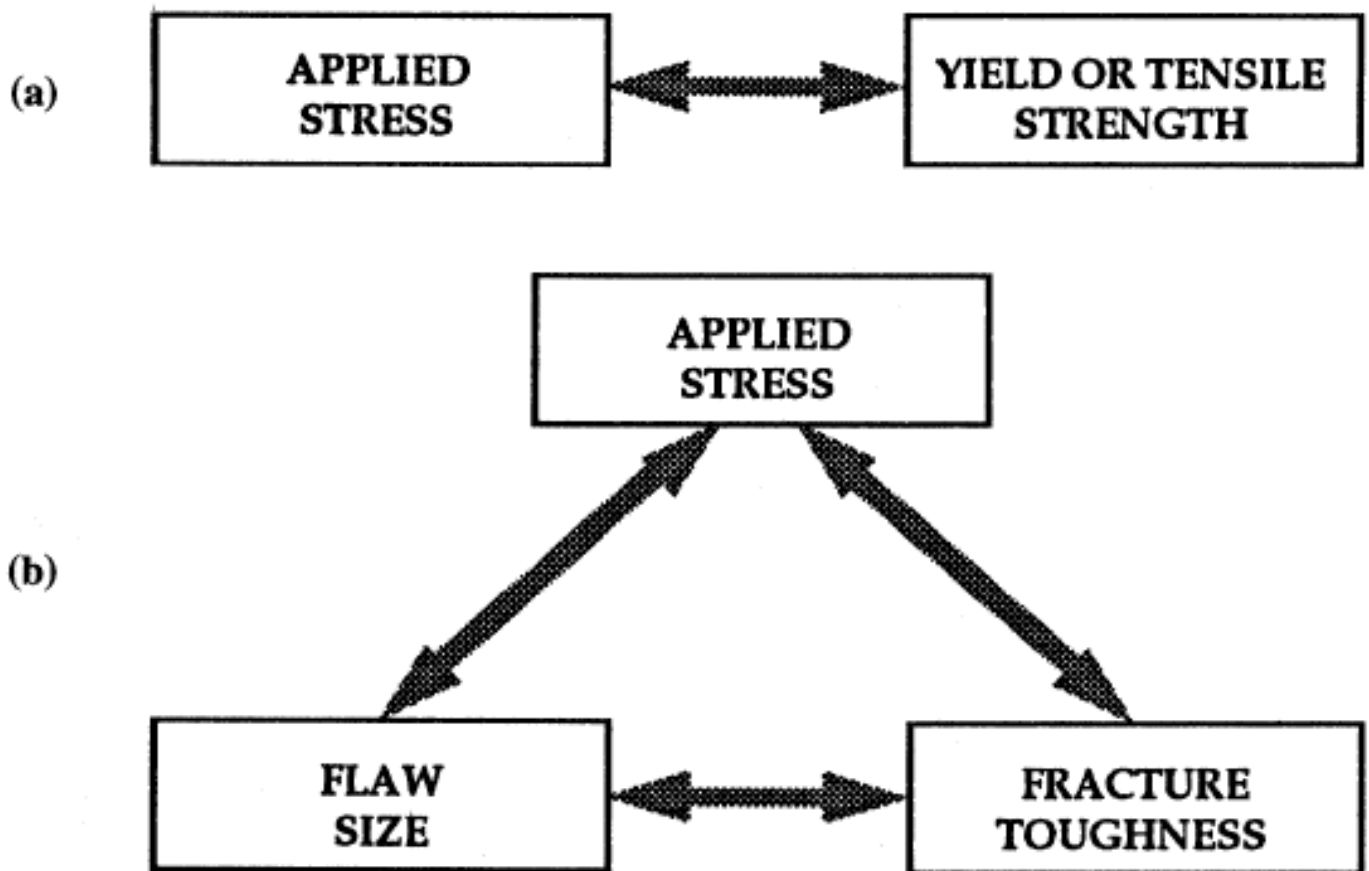 (a)
APPLIED
STRESS
YIELD OR TENSILE
STRENGTH
APPLIED
STRESS
(b)
FLAW
SIZE
FRACTURE
TOUGHNESS